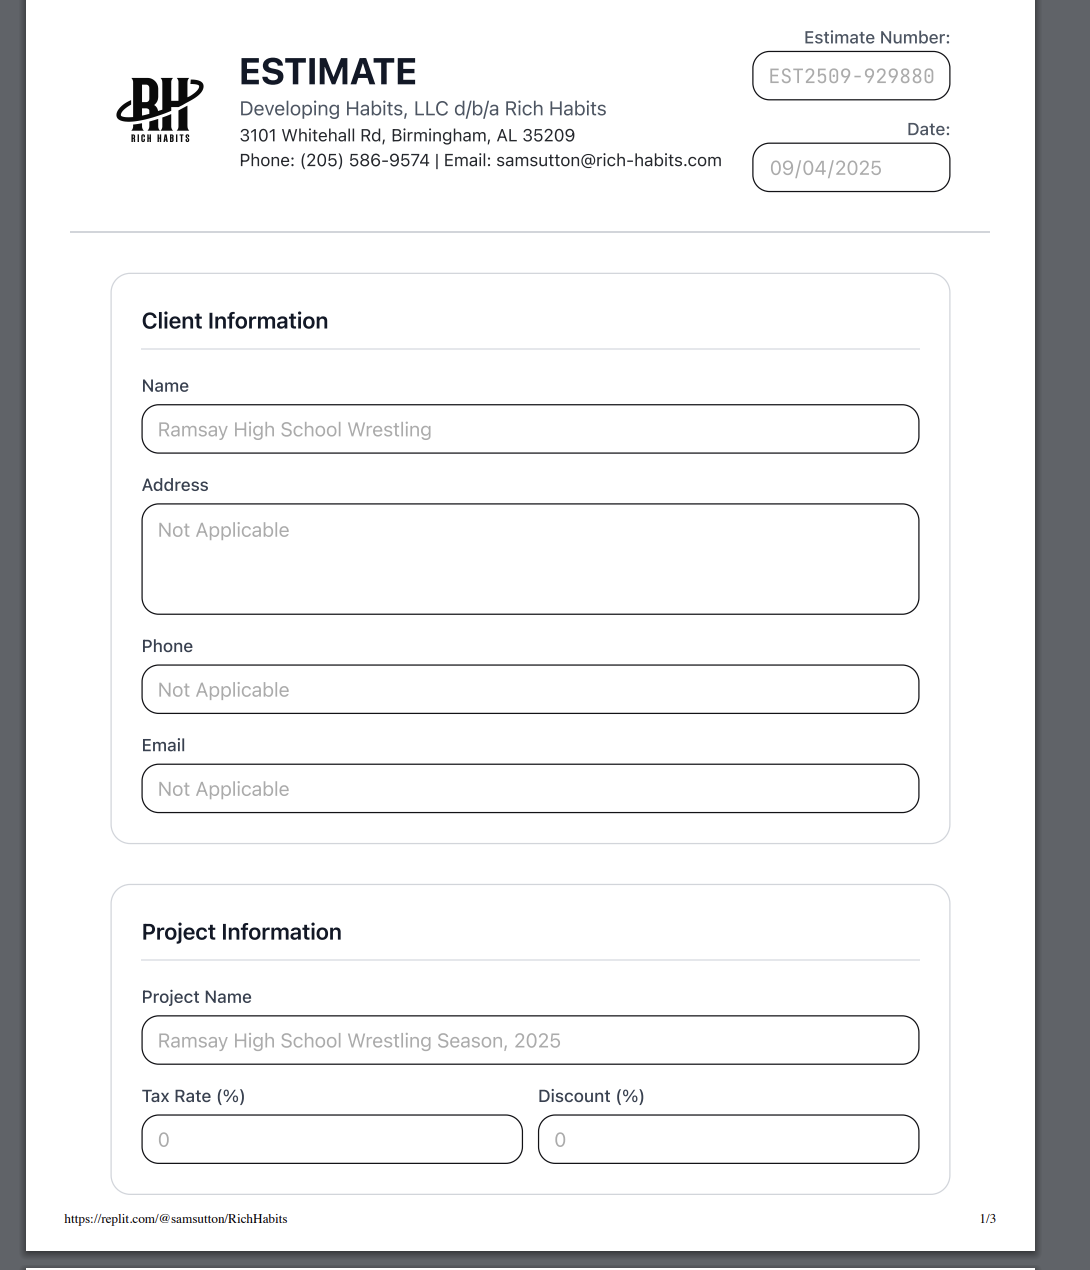 RH
RICH HABITS
ESTIMATE
Developing Habits, LLC d/b/a Rich Habits
3101 Whitehall Rd, Birmingham, AL 35209
Phone: (205) 586-9574 | Email: samsutton@rich-habits.com
Estimate Number:
EST2509-929880
Date:
09/04/2025
Client Information
Name
Ramsay High School Wrestling
Address
Not Applicable
Phone
Not Applicable
Email
Not Applicable
Project Information
Project Name
Ramsay High School Wrestling Season, 2025
Tax Rate (%)
0
Discount (%)
0
https://replit.com/@samsutton/RichHabits
1/3